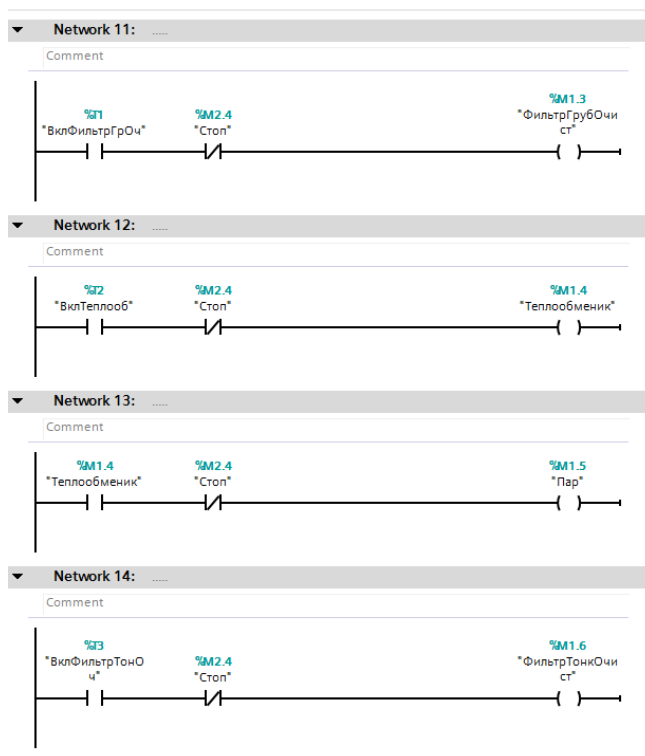 Network 11: .....
Comment
%M1.3
%T1 %M2.4 "ФильтрГрубОчи
"ВклФильтрГрОч" "Стоп" ст"
Network 12: .....
Comment
%T2 %M2.4 %M1.4
"ВклТеплооб" "Стоп" "Теплообменик"
Network 13: .....
Comment
%M1.4 %M2.4 %M1.5
"Теплообменик" "Стоп" "Пар"
Network 14: .....
Comment
%T3 %M1.6
"ВклФильтрТонО %M2.4 "ФильтрТонкОчи
ч" "Стоп" ст"